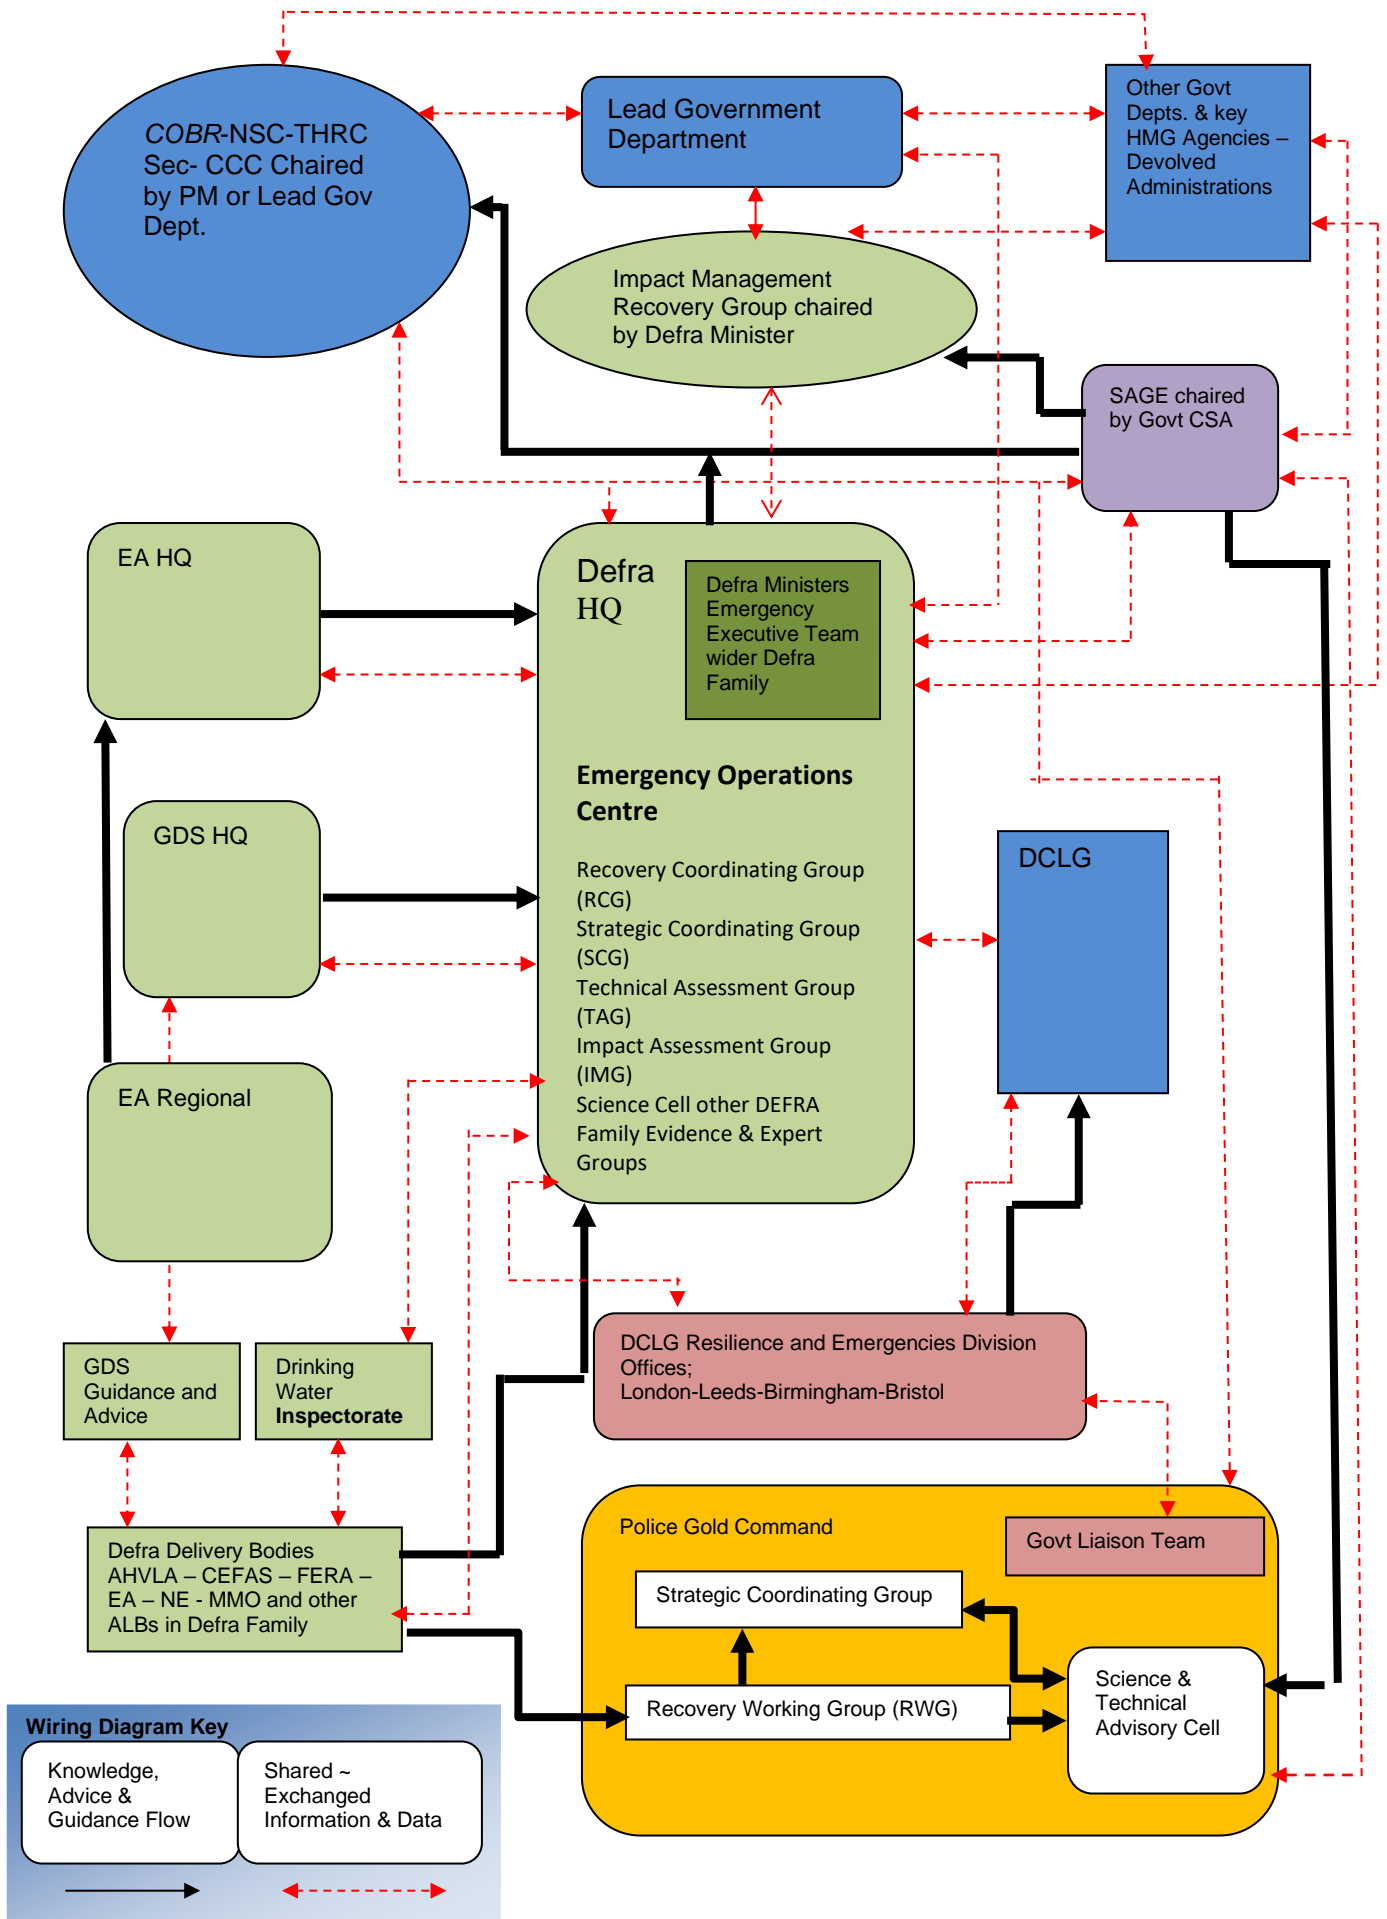 COBR-NSC-THRC
Sec- CCC Chaired
by PM or Lead Gov
Dept.
Lead Government
Department
Other Govt
Depts. & key
HMG Agencies –
Devolved
Administrations
Impact Management
Recovery Group chaired
by Defra Minister
SAGE chaired
by Govt CSA
EA HQ
Defra
HQ
Defra Ministers
Emergency
Executive Team
wider Defra
Family
Emergency Operations
Centre
GDS HQ
DCLG
Recovery Coordinating Group
(RCG)
Strategic Coordinating Group
(SCG)
Technical Assessment Group
(TAG)
Impact Assessment Group
(IMG)
Science Cell other DEFRA
Family Evidence & Expert
Groups
EA Regional
GDS
Guidance and
Advice
Drinking
Water
Inspectorate
DCLG Resilience and Emergencies Division
Offices;
London-Leeds-Birmingham-Bristol
Defra Delivery Bodies
AHVLA – CEFAS – FERA –
EA – NE - MMO and other
ALBs in Defra Family
Police Gold Command
Govt Liaison Team
Strategic Coordinating Group
Recovery Working Group (RWG)
Science &
Technical
Advisory Cell
Wiring Diagram Key
Knowledge,
Advice &
Guidance Flow
Shared ~
Exchanged
Information & Data